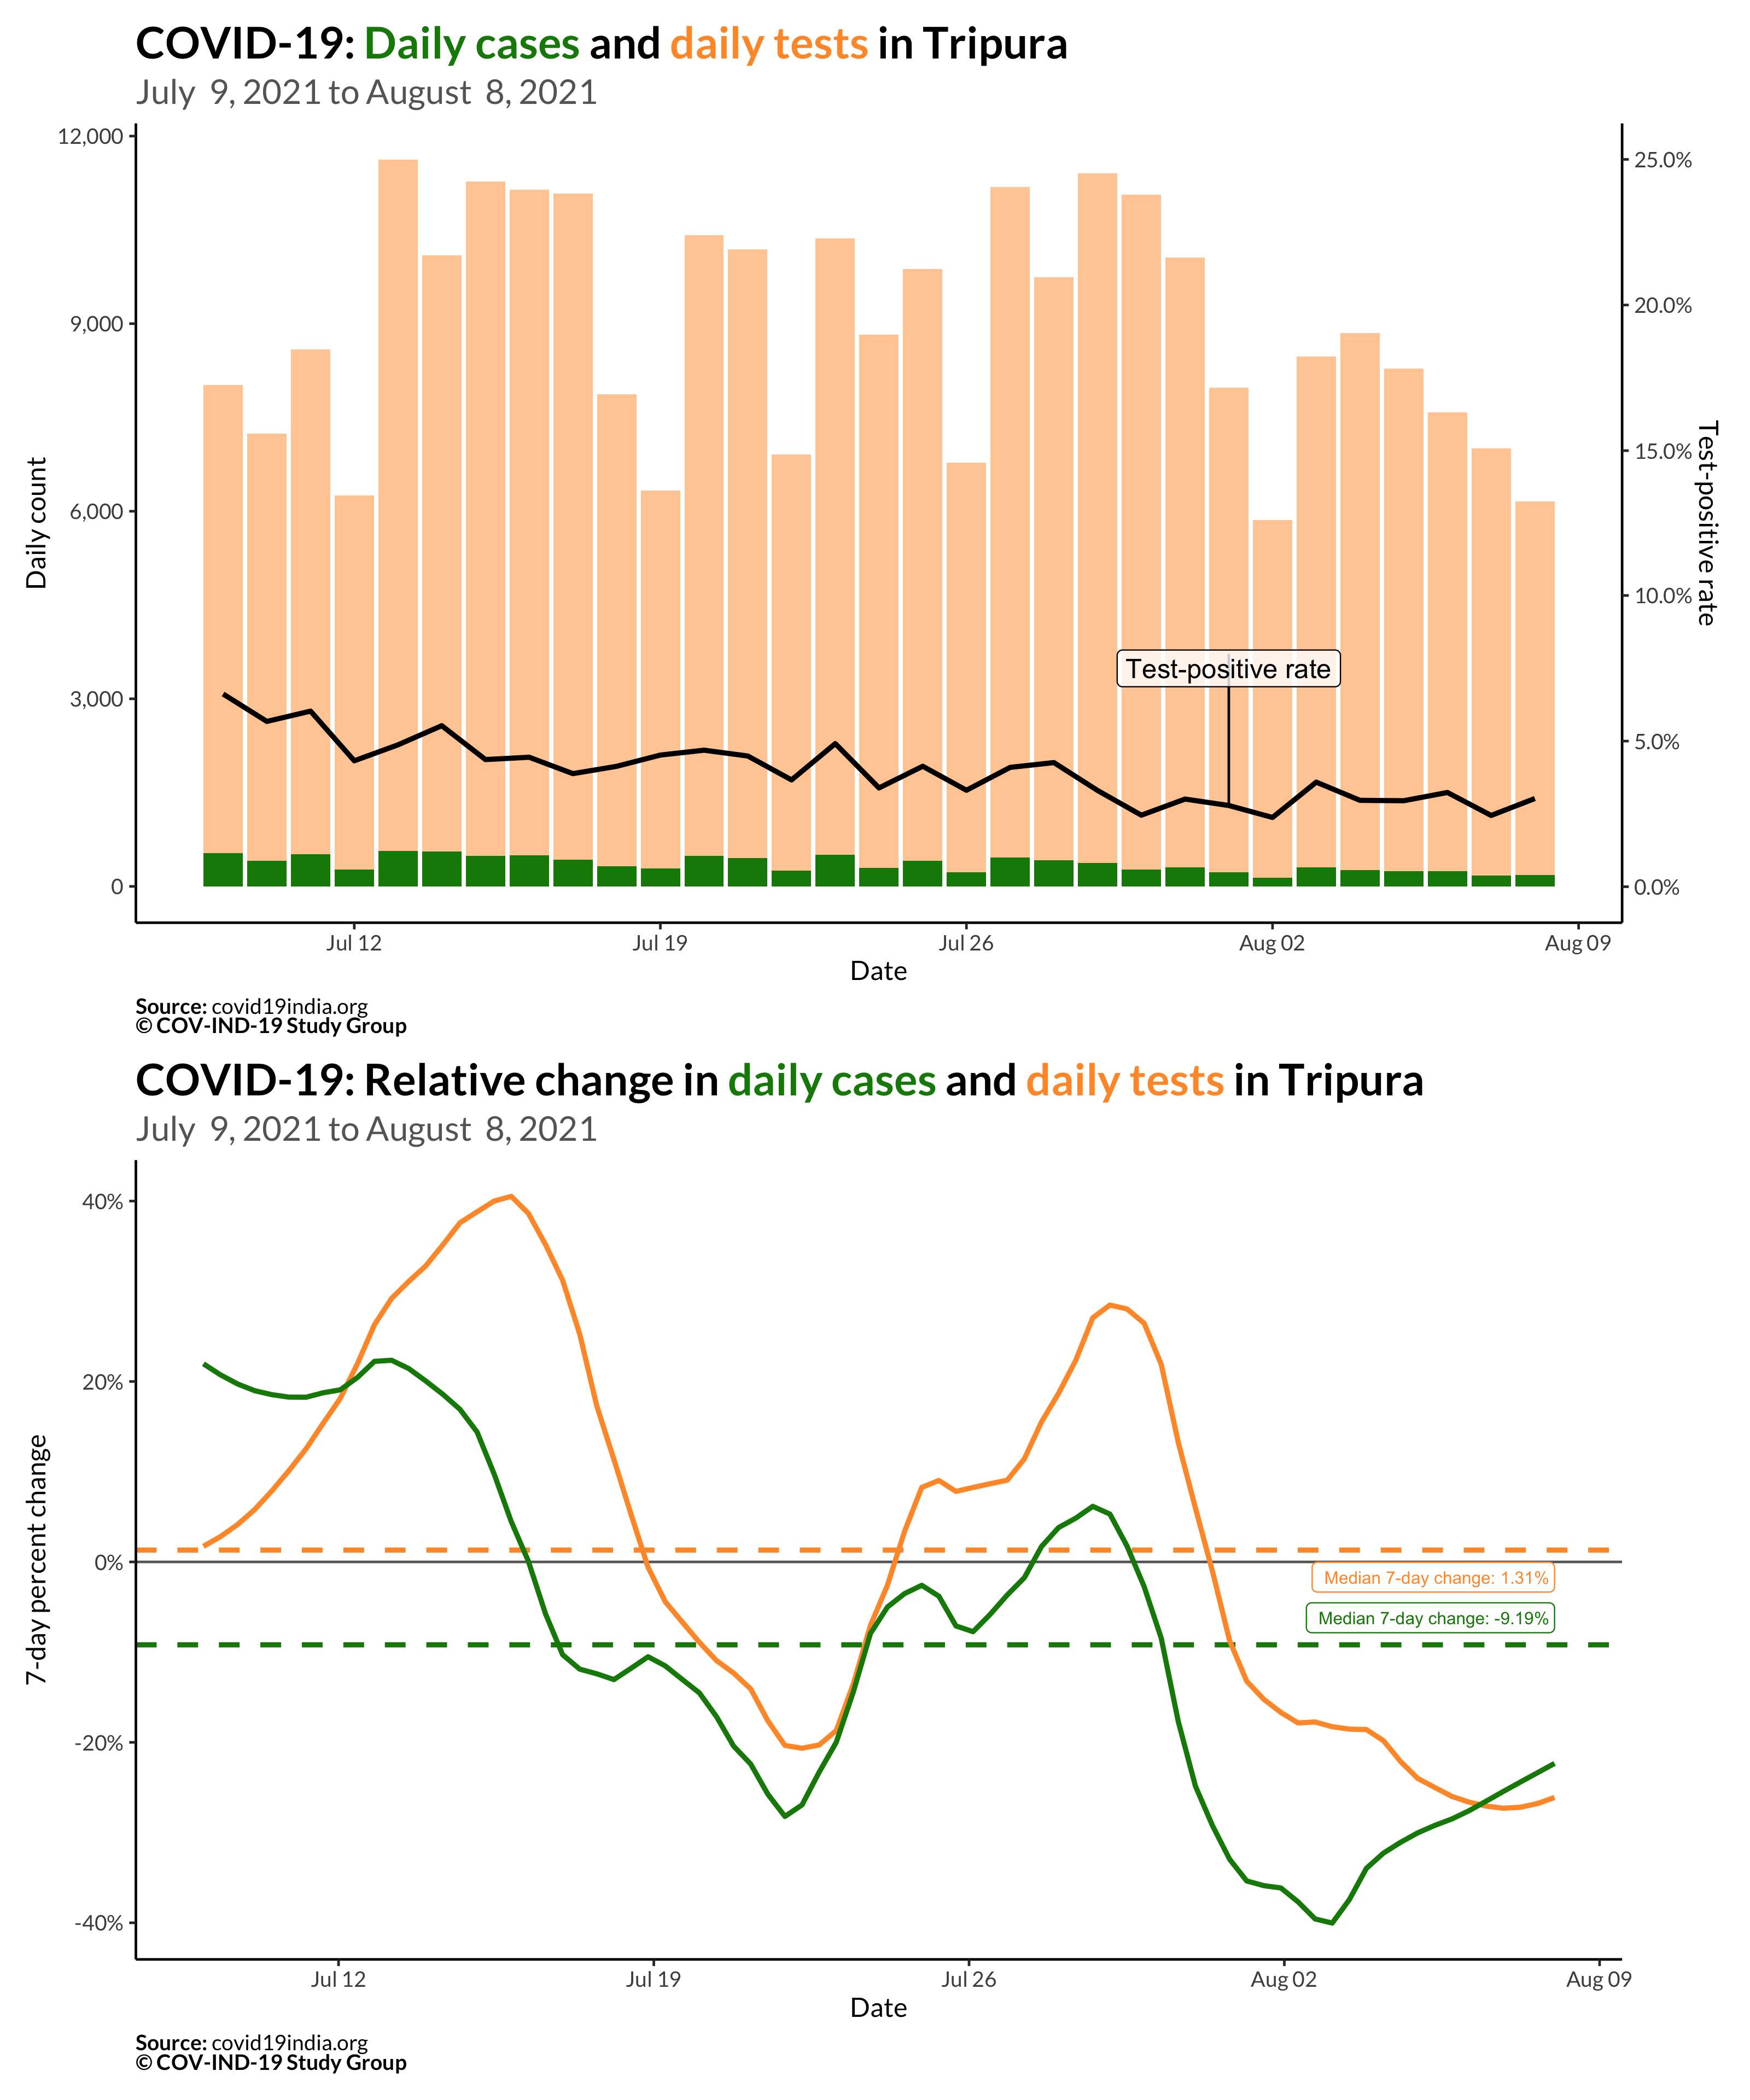 COVID-19: Daily cases and daily tests in Tripura
July 9, 2021 to August 8, 2021
12,000
9,000
6,000
3,000
0
Daily count
25.0%
20.0%
15.0%
10.0%
5.0%
0.0%
Test-positive rate
Test-positive rate
Jul 12
Jul 19
Jul 26
Aug 02
Aug 09
Date
Source: covid19india.org
© COV-IND-19 Study Group
COVID-19: Relative change in daily cases and daily tests in Tripura
July 9, 2021 to August 8, 2021
40%
20%
0%
-20%
-40%
7-day percent change
Median 7-day change: 1.31%
Median 7-day change: -9.19%
Jul 12
Jul 19
Jul 26
Aug 02
Aug 09
Date
Source: covid19india.org
© COV-IND-19 Study Group